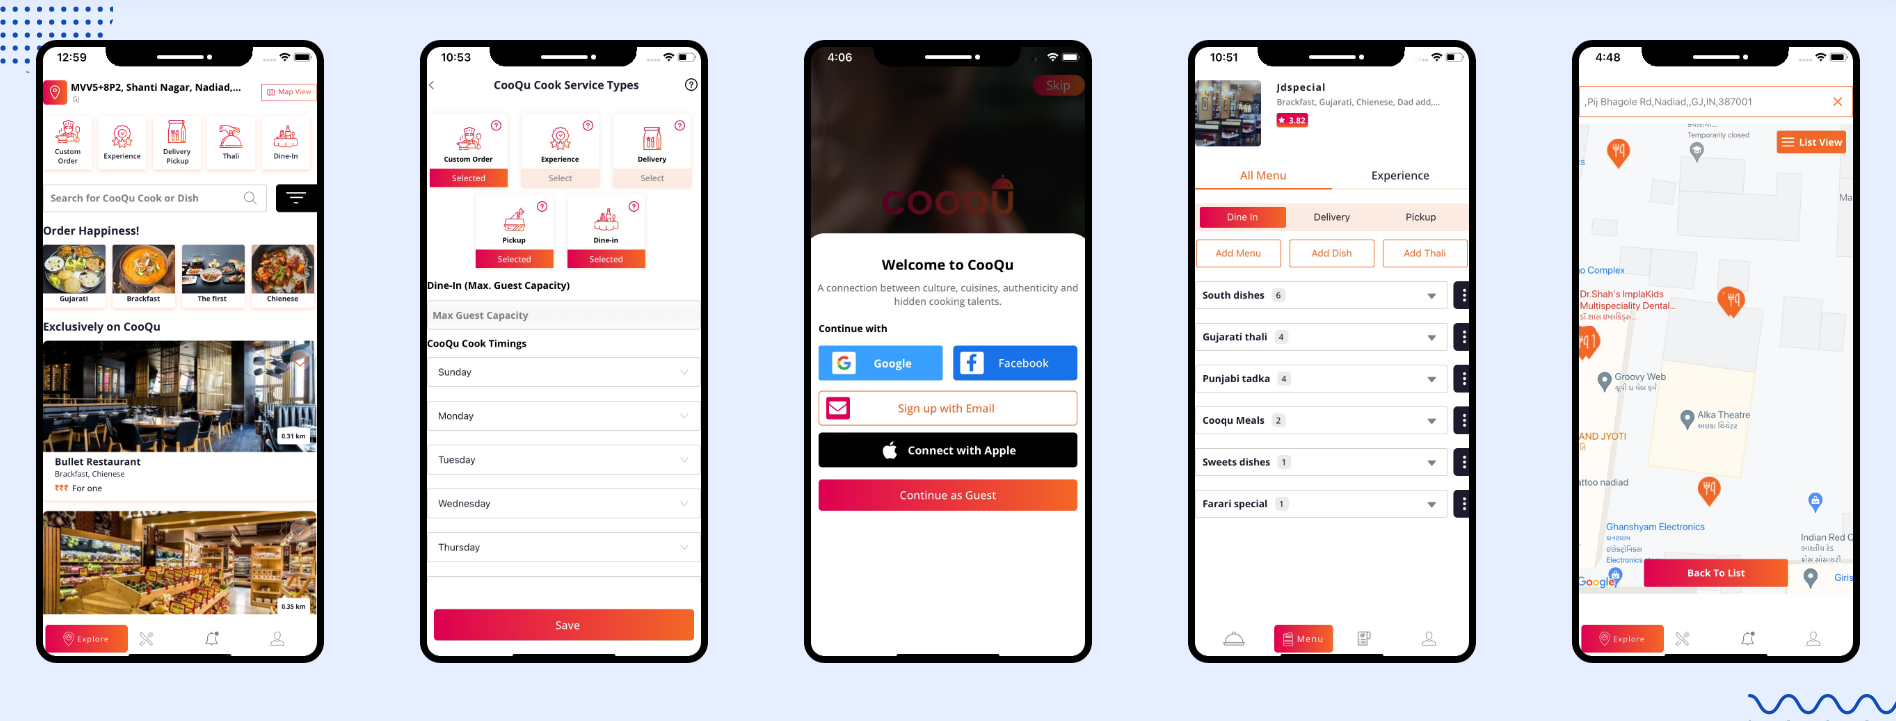 12:59
MVV5+8P2, Shanti Nagar, Nadiad,...
GJ
Map View
Custom Order
Experience
Delivery Pickup
Thali
Dine-In
Search for CooQu Cook or Dish
Order Happiness!
Gujarati
Brackfast
The first
Chienese
Exclusively on CooQu
0.31 km
Bullet Restaurant
Brackfast, Chienese
₹₹₹ For one
0.35 km
Explore
10:53
CooQu Cook Service Types
Custom Order
Experience
Delivery
Selected
Select
Select
Pickup
Dine-in
Selected
Selected
Dine-In (Max. Guest Capacity)
Max Guest Capacity
CooQu Cook Timings
Sunday
Monday
Tuesday
Wednesday
Thursday
Save
4:06
Skip
COOQU
Welcome to CooQu
A connection between culture, cuisines, authenticity and
hidden cooking talents.
Continue with
Google
Facebook
Sign up with Email
Connect with Apple
Continue as Guest
10:51
Jdspecial
Brackfast, Gujarati, Chienese, Dad add,...
★ 3.82
All Menu
Experience
Dine In
Delivery
Pickup
Add Menu
Add Dish
Add Thali
South dishes 6
Gujarati thali 4
Punjabi tadka 4
Cooqu Meals 2
Sweets dishes 1
Farari special 1
Menu
4:48
,Pij Bhagole Rd,Nadiad,,GJ,IN,387001
Temporarily closed
List View
Ma
o Complex
Dr.Shah's ImplaKids
Multispeciality Dental...
Groovy Web
Alka Theatre
અલકા થિયેટર
AND JYOTI
ttoo nadiad
Ghanshyam Electronics
ઘનશ્યામ
ઇલેક્ટ્રોનિક્સ
Electronics
Indian Red C
ભારતીય રેડ
Google
Giris
Back To List
Explore